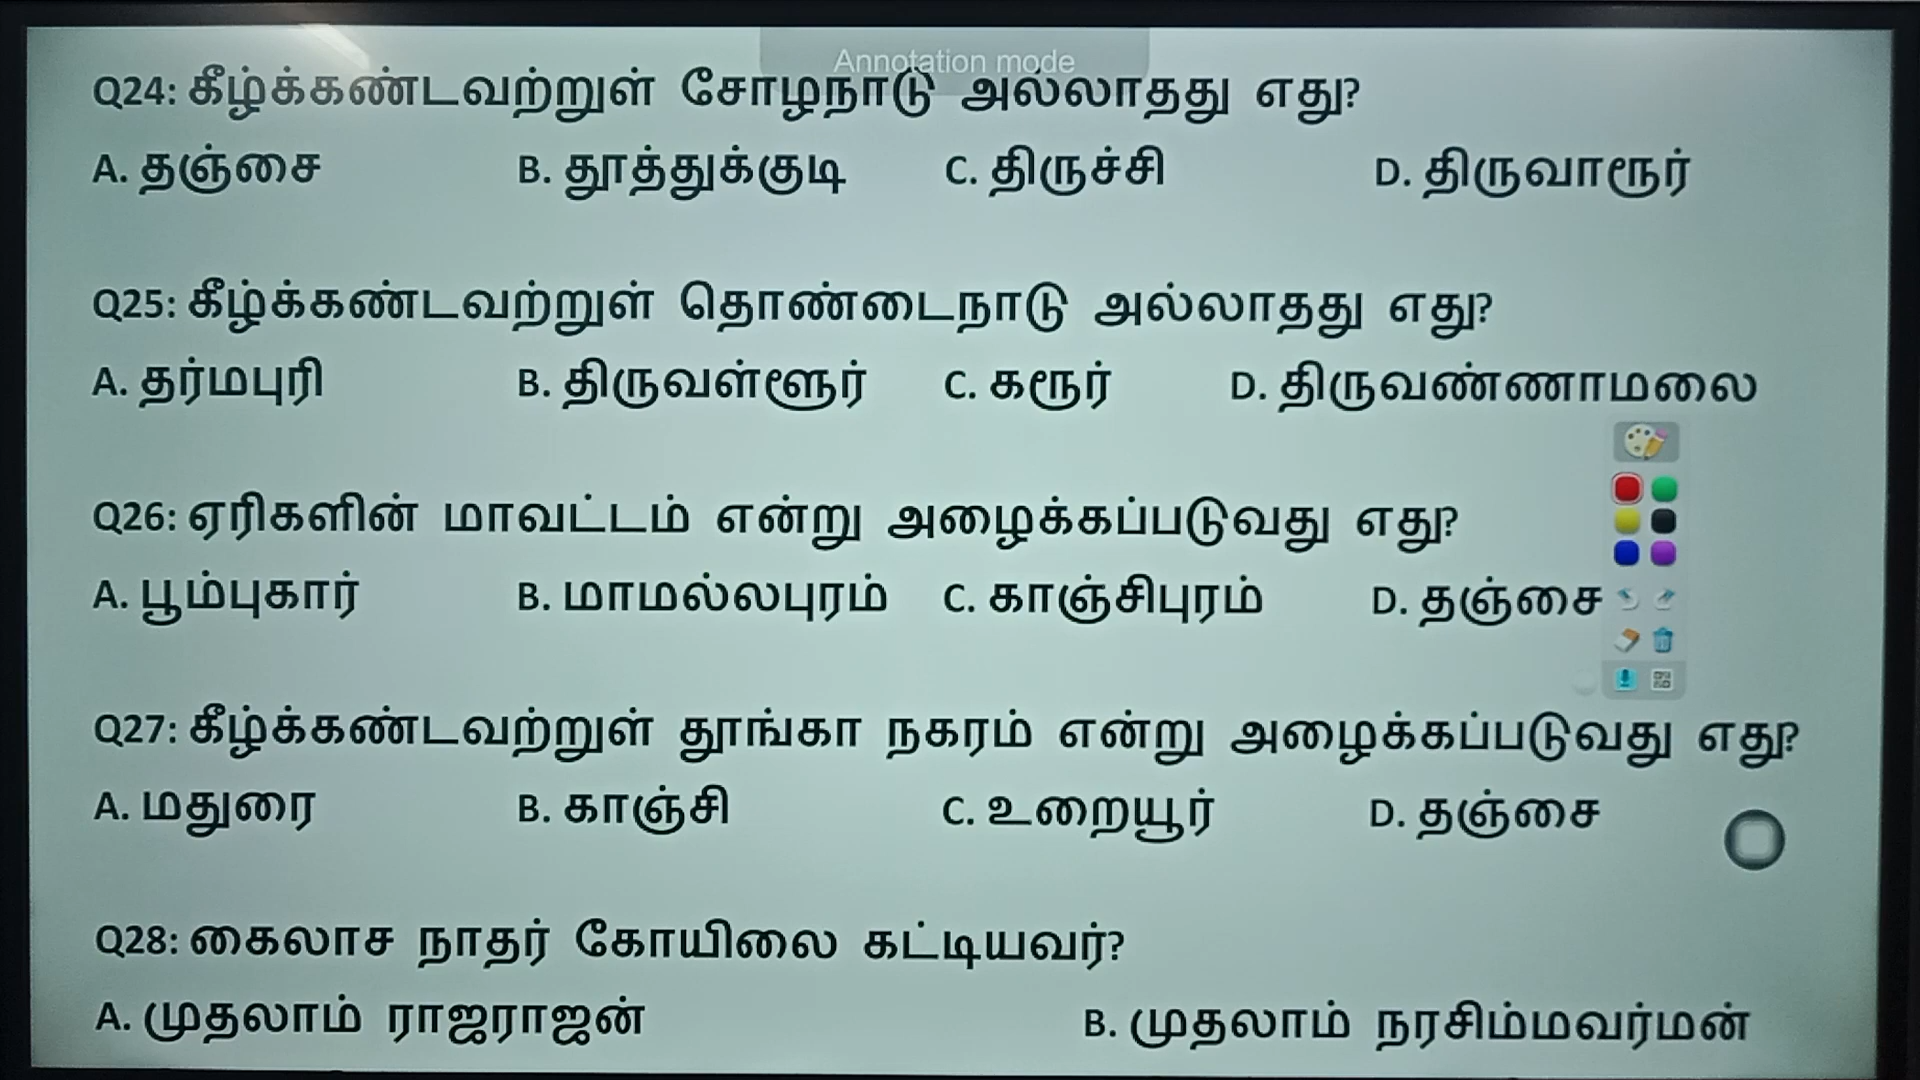 Annotation mode
Q24: கீழ்க்கண்டவற்றுள் சோழநாடு அல்லாதது எது?
A. தஞ்சை B. தூத்துக்குடி C. திருச்சி D. திருவாரூர்
Q25: கீழ்க்கண்டவற்றுள் தொண்டைநாடு அல்லாதது எது?
A. தர்மபுரி B. திருவள்ளூர் C. கரூர் D. திருவண்ணாமலை
Q26: ஏரிகளின் மாவட்டம் என்று அழைக்கப்படுவது எது?
A. பூம்புகார் B. மாமல்லபுரம் C. காஞ்சிபுரம் D. தஞ்சை
Q27: கீழ்க்கண்டவற்றுள் தூங்கா நகரம் என்று அழைக்கப்படுவது எது?
A. மதுரை B. காஞ்சி C. உறையூர் D. தஞ்சை
Q28: கைலாச நாதர் கோயிலை கட்டியவர்?
A. முதலாம் ராஜராஜன் B. முதலாம் நரசிம்மவர்மன்